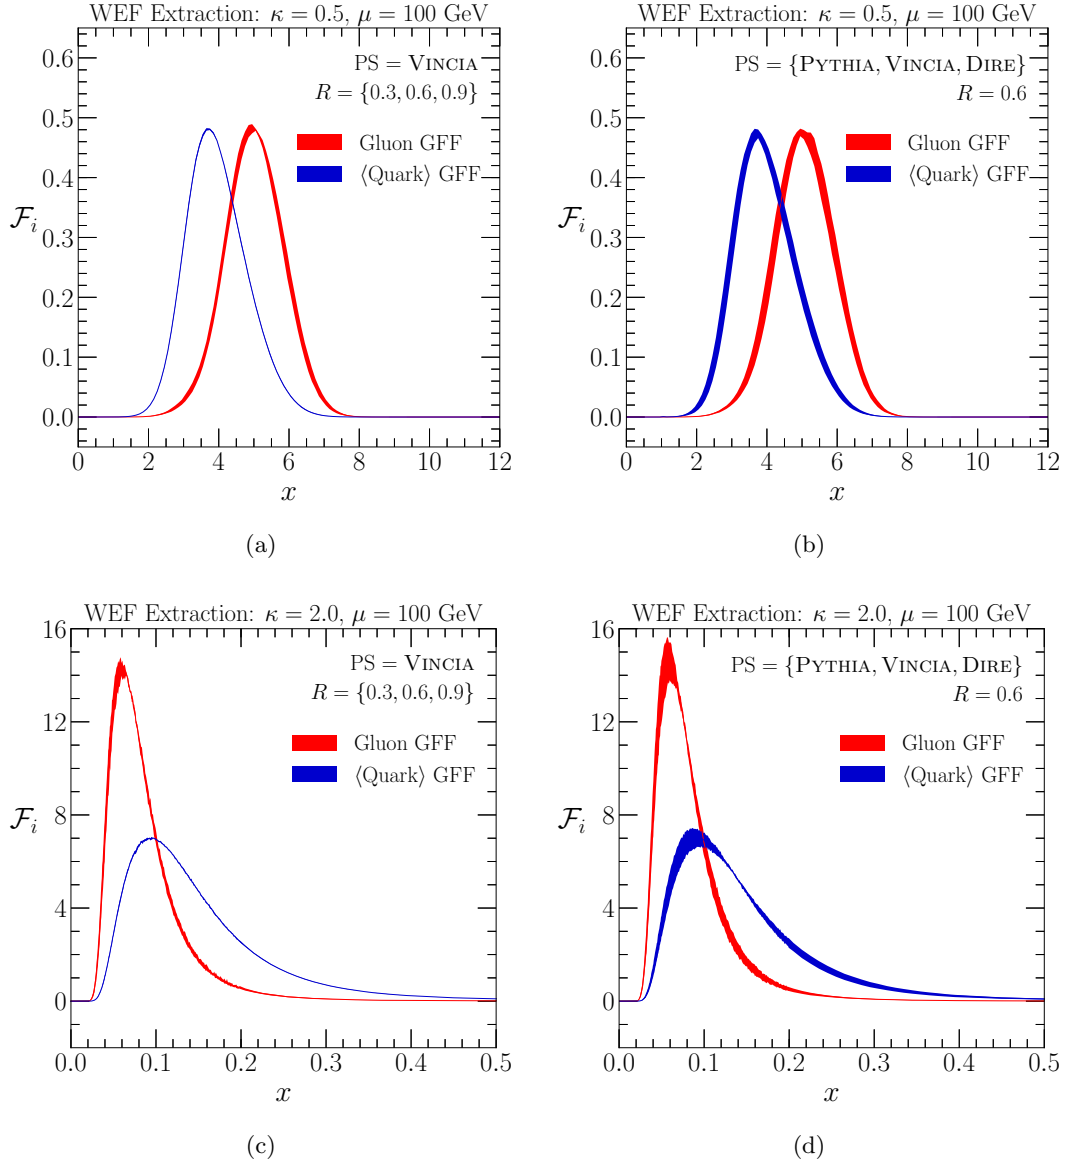 WEF Extraction: κ = 0.5, μ = 100 GeV
PS = VINCIA
R = {0.3, 0.6, 0.9}
Gluon GFF
⟨Quark⟩ GFF
0.6
0.5
0.4
0.3
0.2
0.1
0.0
ℱᵢ
0 2 4 6 8 10 12
x
(a)
WEF Extraction: κ = 0.5, μ = 100 GeV
PS = {PYTHIA, VINCIA, DIRE}
R = 0.6
Gluon GFF
⟨Quark⟩ GFF
0.6
0.5
0.4
0.3
0.2
0.1
0.0
ℱᵢ
0 2 4 6 8 10 12
x
(b)
WEF Extraction: κ = 2.0, μ = 100 GeV
PS = VINCIA
R = {0.3, 0.6, 0.9}
Gluon GFF
⟨Quark⟩ GFF
16
12
8
4
0
ℱᵢ
0.0 0.1 0.2 0.3 0.4 0.5
x
(c)
WEF Extraction: κ = 2.0, μ = 100 GeV
PS = {PYTHIA, VINCIA, DIRE}
R = 0.6
Gluon GFF
⟨Quark⟩ GFF
16
12
8
4
0
ℱᵢ
0.0 0.1 0.2 0.3 0.4 0.5
x
(d)